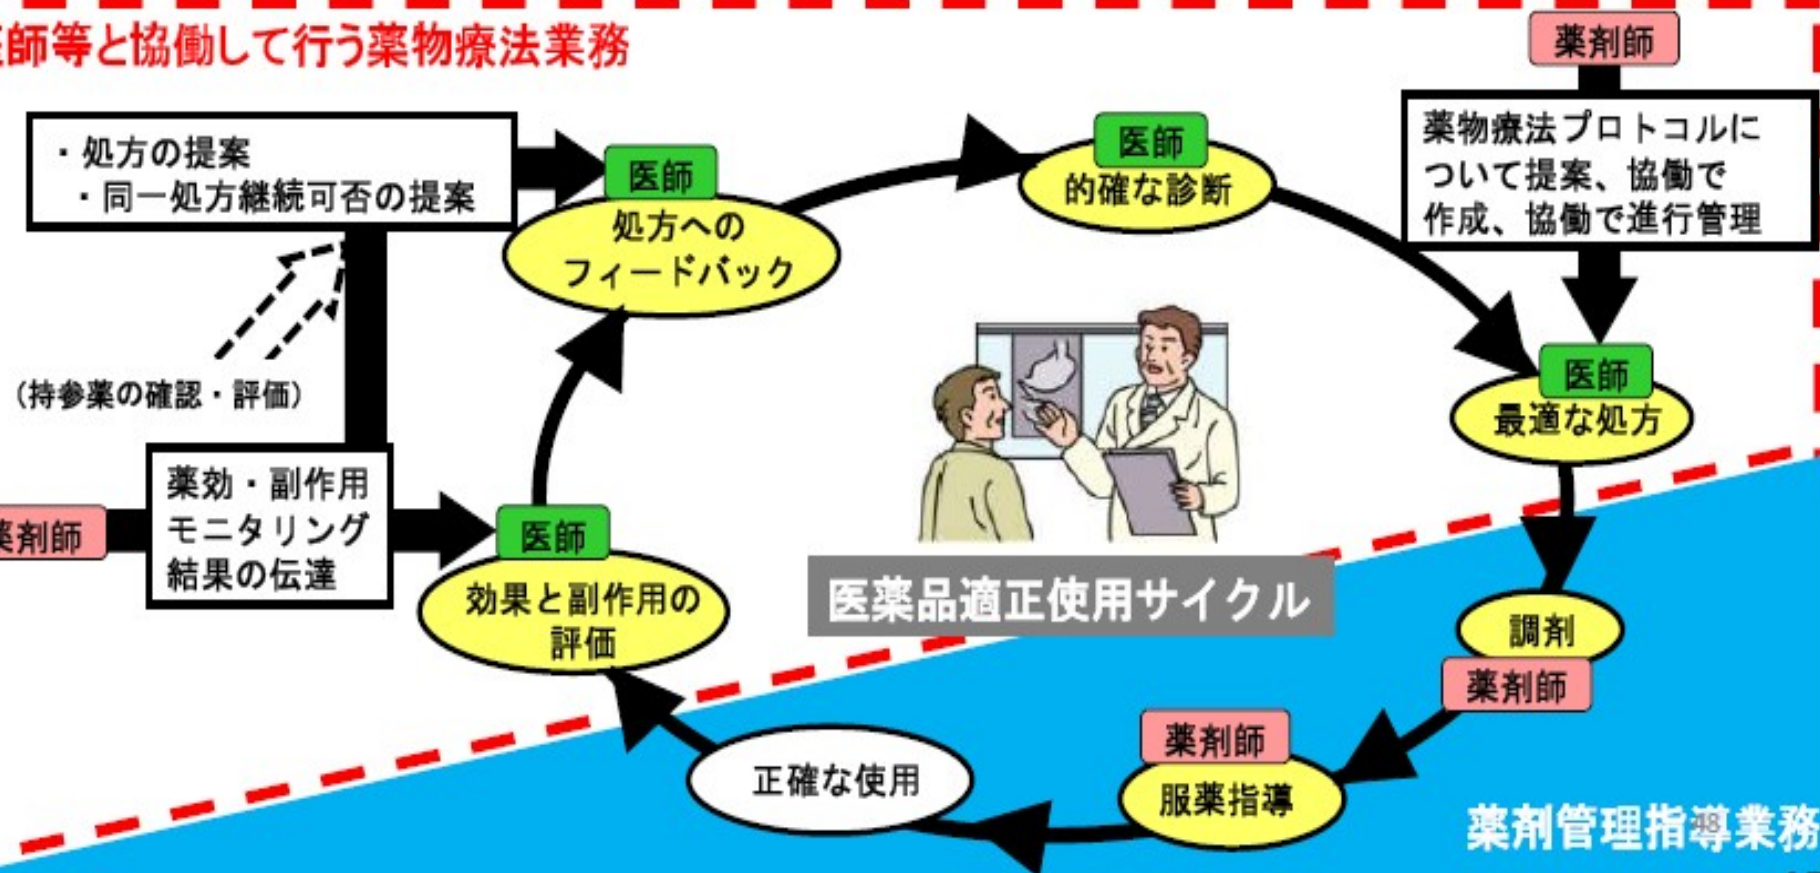 師等と協働して行う薬物療法業務
薬剤師
・処方の提案
・同一処方継続可否の提案
医師
処方への
フィードバック
医師
的確な診断
薬物療法プロトコルに
ついて提案、協働で
作成、協働で進行管理
医師
最適な処方
(持参薬の確認・評価)
薬効・副作用
モニタリング
結果の伝達
薬剤師
医師
効果と副作用の
評価
医薬品適正使用サイクル
調剤
薬剤師
薬剤師
服薬指導
正確な使用
薬剤管理指導業務
48